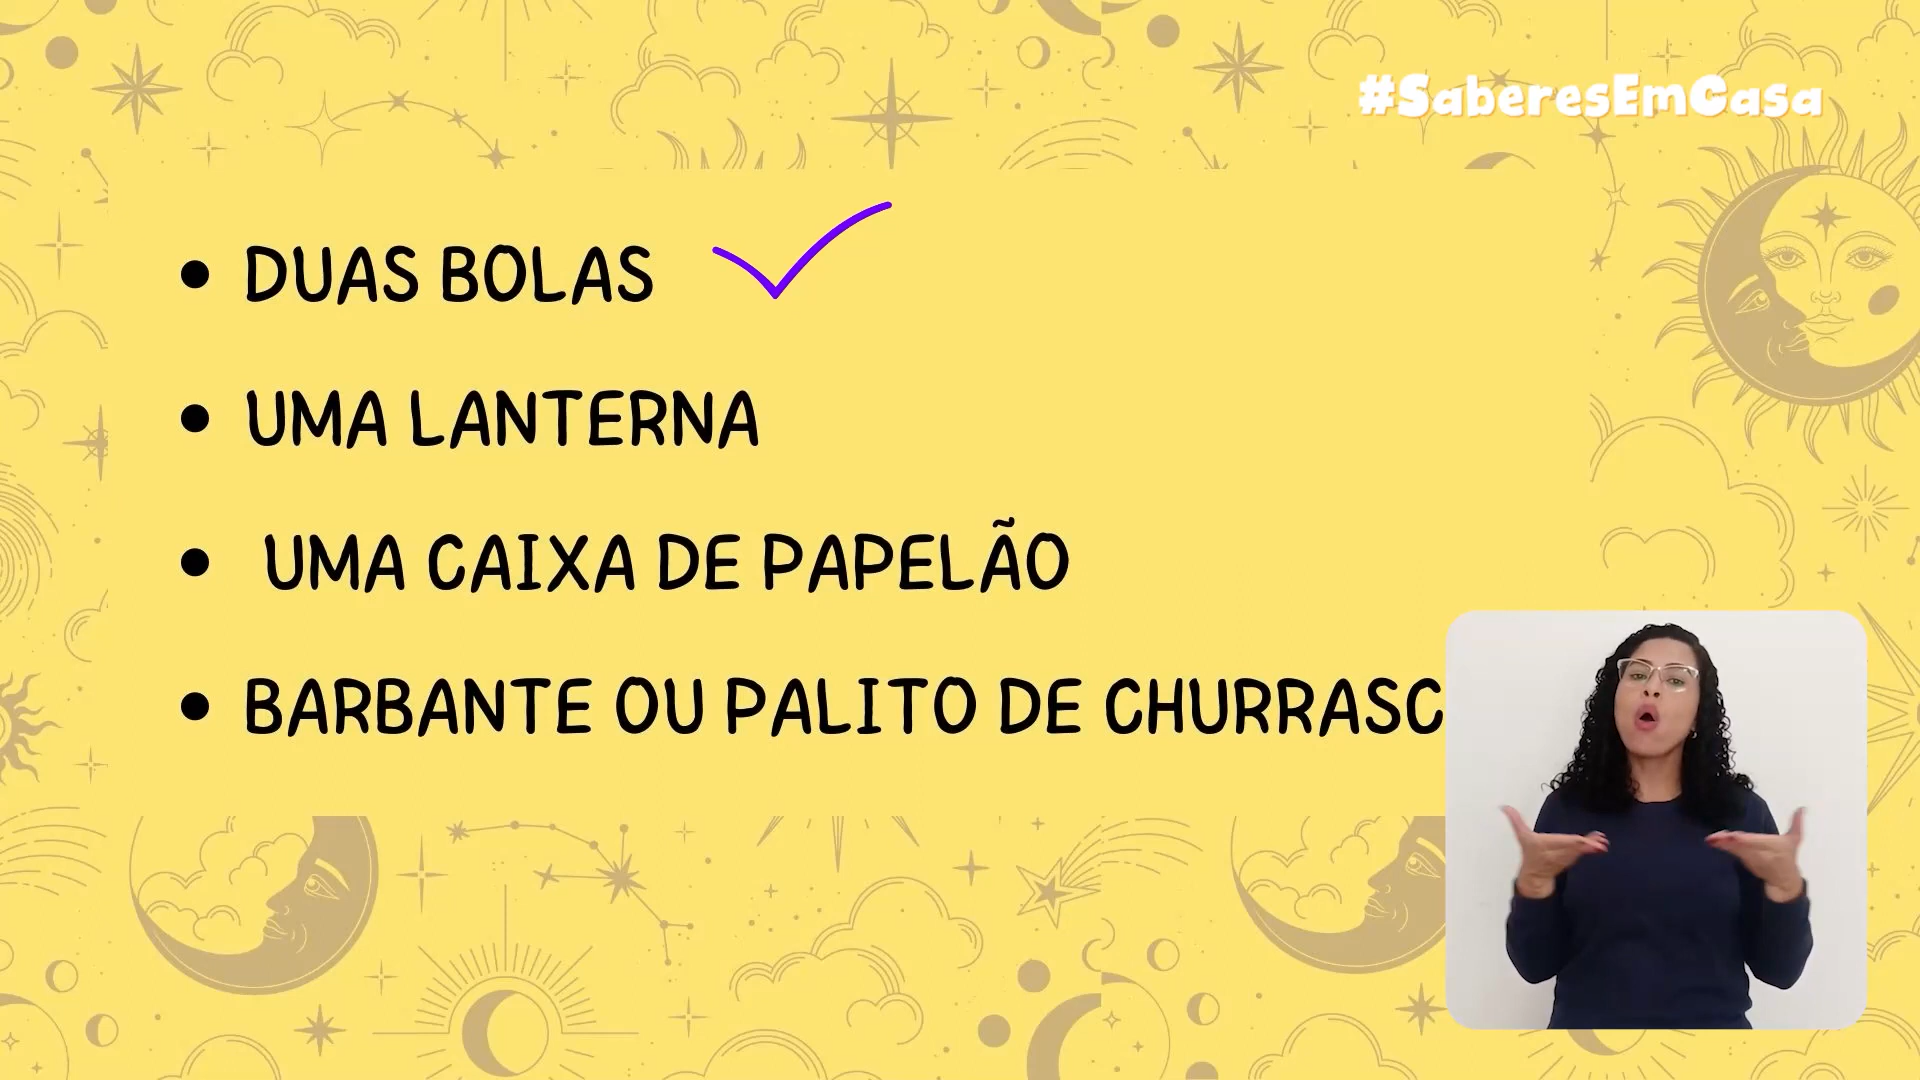 #SaberesEmCasa
DUAS BOLAS
UMA LANTERNA
UMA CAIXA DE PAPELÃO
BARBANTE OU PALITO DE CHURRASC